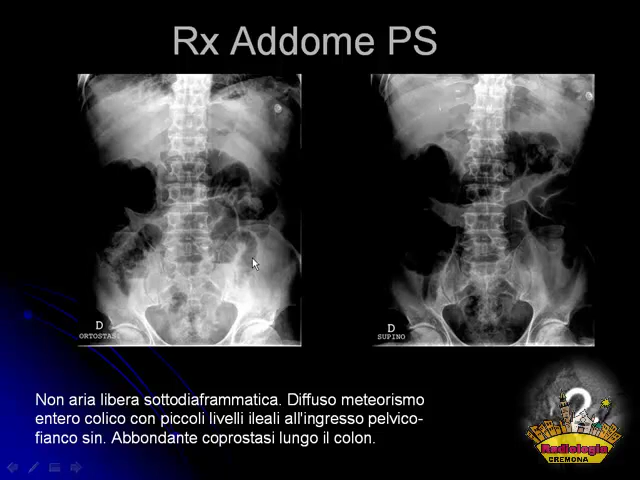 Rx Addome PS
D
ORTOSTASI
D
SUPINO
Non aria libera sottodiaframmatica. Diffuso meteorismo
entero colico con piccoli livelli ileali all'ingresso pelvico-
fianco sin. Abbondante coprostasi lungo il colon.
?
Radiologia
CREMONA